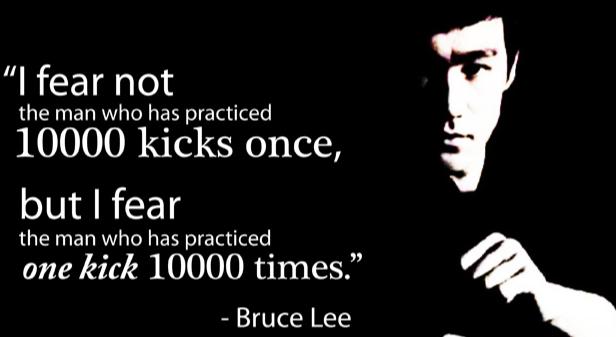 “I fear not
the man who has practiced
10000 kicks once,
but I fear
the man who has practiced
one kick 10000 times.”
- Bruce Lee